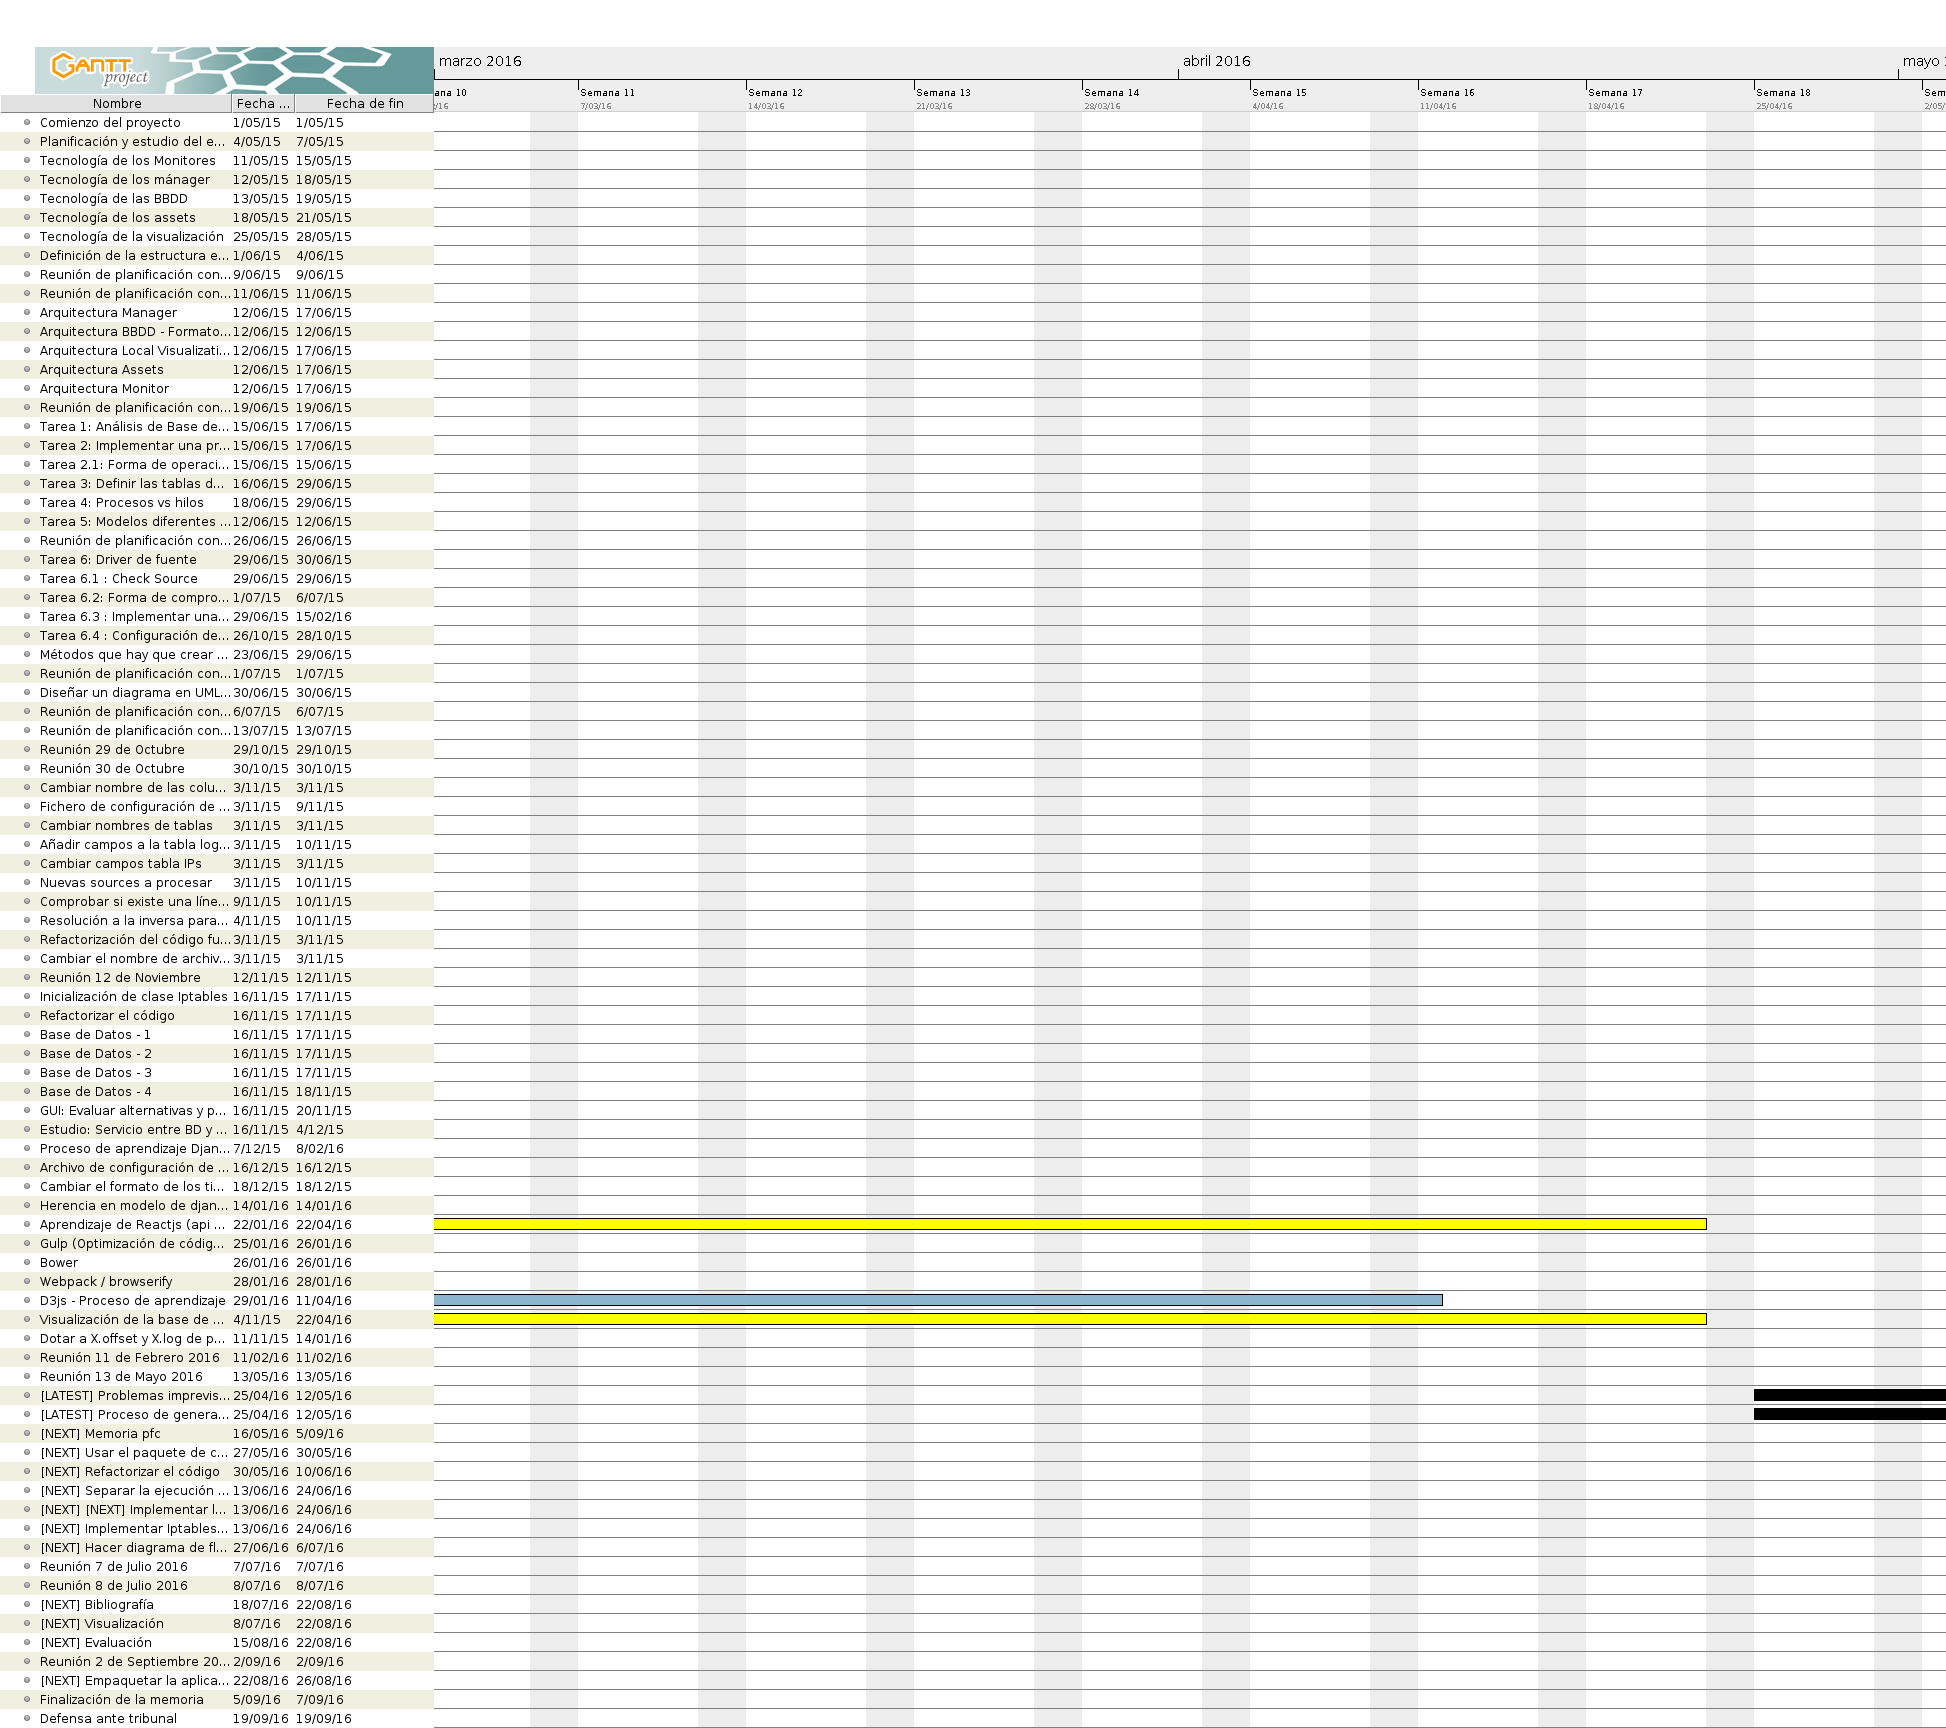 GANTT project
marzo 2016 abril 2016 mayo
ana 10 Semana 11 Semana 12 Semana 13 Semana 14 Semana 15 Semana 16 Semana 17 Semana 18 Sem
/16 7/03/16 14/03/16 21/03/16 28/03/16 4/04/16 11/04/16 18/04/16 25/04/16 2/05/
Nombre Fecha ... Fecha de fin
Comienzo del proyecto 1/05/15 1/05/15
Planificación y estudio del e... 4/05/15 7/05/15
Tecnología de los Monitores 11/05/15 15/05/15
Tecnología de los mánager 12/05/15 18/05/15
Tecnología de las BBDD 13/05/15 19/05/15
Tecnología de los assets 18/05/15 21/05/15
Tecnología de la visualización 25/05/15 28/05/15
Definición de la estructura e... 1/06/15 4/06/15
Reunión de planificación con... 9/06/15 9/06/15
Reunión de planificación con... 11/06/15 11/06/15
Arquitectura Manager 12/06/15 17/06/15
Arquitectura BBDD - Formato... 12/06/15 12/06/15
Arquitectura Local Visualizati... 12/06/15 17/06/15
Arquitectura Assets 12/06/15 17/06/15
Arquitectura Monitor 12/06/15 17/06/15
Reunión de planificación con... 19/06/15 19/06/15
Tarea 1: Análisis de Base de... 15/06/15 17/06/15
Tarea 2: Implementar una pr... 15/06/15 17/06/15
Tarea 2.1: Forma de operaci... 15/06/15 15/06/15
Tarea 3: Definir las tablas d... 16/06/15 29/06/15
Tarea 4: Procesos vs hilos 18/06/15 29/06/15
Tarea 5: Modelos diferentes ... 12/06/15 12/06/15
Reunión de planificación con... 26/06/15 26/06/15
Tarea 6: Driver de fuente 29/06/15 30/06/15
Tarea 6.1 : Check Source 29/06/15 29/06/15
Tarea 6.2: Forma de compro... 1/07/15 6/07/15
Tarea 6.3 : Implementar una... 29/06/15 15/02/16
Tarea 6.4 : Configuración de... 26/10/15 28/10/15
Métodos que hay que crear ... 23/06/15 29/06/15
Reunión de planificación con... 1/07/15 1/07/15
Diseñar un diagrama en UML... 30/06/15 30/06/15
Reunión de planificación con... 6/07/15 6/07/15
Reunión de planificación con... 13/07/15 13/07/15
Reunión 29 de Octubre 29/10/15 29/10/15
Reunión 30 de Octubre 30/10/15 30/10/15
Cambiar nombre de las colu... 3/11/15 3/11/15
Fichero de configuración de ... 3/11/15 9/11/15
Cambiar nombres de tablas 3/11/15 3/11/15
Añadir campos a la tabla log... 3/11/15 10/11/15
Cambiar campos tabla IPs 3/11/15 3/11/15
Nuevas sources a procesar 3/11/15 10/11/15
Comprobar si existe una líne... 9/11/15 10/11/15
Resolución a la inversa para... 4/11/15 10/11/15
Refactorización del código fu... 3/11/15 3/11/15
Cambiar el nombre de archiv... 3/11/15 3/11/15
Reunión 12 de Noviembre 12/11/15 12/11/15
Inicialización de clase Iptables 16/11/15 17/11/15
Refactorizar el código 16/11/15 17/11/15
Base de Datos - 1 16/11/15 17/11/15
Base de Datos - 2 16/11/15 17/11/15
Base de Datos - 3 16/11/15 17/11/15
Base de Datos - 4 16/11/15 18/11/15
GUI: Evaluar alternativas y p... 16/11/15 20/11/15
Estudio: Servicio entre BD y ... 16/11/15 4/12/15
Proceso de aprendizaje Djan... 7/12/15 8/02/16
Archivo de configuración de ... 16/12/15 16/12/15
Cambiar el formato de los ti... 18/12/15 18/12/15
Herencia en modelo de djan... 14/01/16 14/01/16
Aprendizaje de Reactjs (api ... 22/01/16 22/04/16
Gulp (Optimización de códig... 25/01/16 26/01/16
Bower 26/01/16 26/01/16
Webpack / browserify 28/01/16 28/01/16
D3js - Proceso de aprendizaje 29/01/16 11/04/16
Visualización de la base de ... 4/11/15 22/04/16
Dotar a X.offset y X.log de p... 11/11/15 14/01/16
Reunión 11 de Febrero 2016 11/02/16 11/02/16
Reunión 13 de Mayo 2016 13/05/16 13/05/16
[LATEST] Problemas imprevis... 25/04/16 12/05/16
[LATEST] Proceso de genera... 25/04/16 12/05/16
[NEXT] Memoria pfc 16/05/16 5/09/16
[NEXT] Usar el paquete de c... 27/05/16 30/05/16
[NEXT] Refactorizar el código 30/05/16 10/06/16
[NEXT] Separar la ejecución ... 13/06/16 24/06/16
[NEXT] [NEXT] Implementar l... 13/06/16 24/06/16
[NEXT] Implementar Iptables... 13/06/16 24/06/16
[NEXT] Hacer diagrama de fl... 27/06/16 6/07/16
Reunión 7 de Julio 2016 7/07/16 7/07/16
Reunión 8 de Julio 2016 8/07/16 8/07/16
[NEXT] Bibliografía 18/07/16 22/08/16
[NEXT] Visualización 8/07/16 22/08/16
[NEXT] Evaluación 15/08/16 22/08/16
Reunión 2 de Septiembre 20... 2/09/16 2/09/16
[NEXT] Empaquetar la aplica... 22/08/16 26/08/16
Finalización de la memoria 5/09/16 7/09/16
Defensa ante tribunal 19/09/16 19/09/16